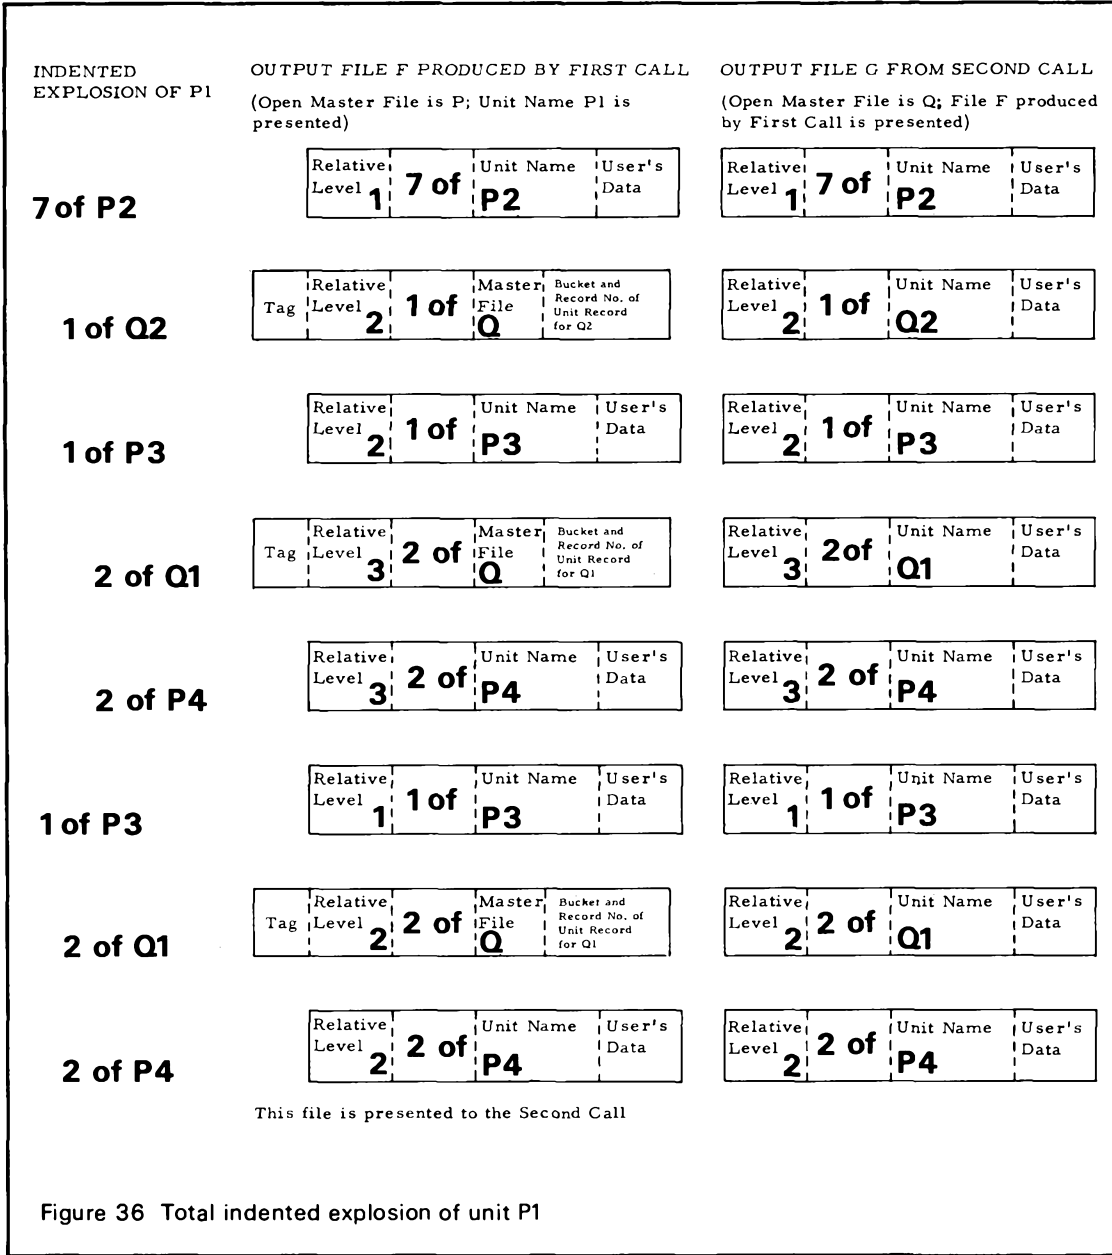 INDENTED
EXPLOSION OF P1
OUTPUT FILE F PRODUCED BY FIRST CALL
(Open Master File is P; Unit Name P1 is
presented)
OUTPUT FILE G FROM SECOND CALL
(Open Master File is Q; File F produced
by First Call is presented)
7 of P2
Relative Level 1 7 of Unit Name P2 User's Data
Relative Level 1 7 of Unit Name P2 User's Data
1 of Q2
Tag Relative Level 2 1 of Master File Q Bucket and Record No. of Unit Record for Q2
Relative Level 2 1 of Unit Name Q2 User's Data
1 of P3
Relative Level 2 1 of Unit Name P3 User's Data
Relative Level 2 1 of Unit Name P3 User's Data
2 of Q1
Tag Relative Level 3 2 of Master File Q Bucket and Record No. of Unit Record for Q1
Relative Level 3 2of Unit Name Q1 User's Data
2 of P4
Relative Level 3 2 of Unit Name P4 User's Data
Relative Level 3 2 of Unit Name P4 User's Data
1 of P3
Relative Level 1 1 of Unit Name P3 User's Data
Relative Level 1 1 of Unit Name P3 User's Data
2 of Q1
Tag Relative Level 2 2 of Master File Q Bucket and Record No. of Unit Record for Q1
Relative Level 2 2 of Unit Name Q1 User's Data
2 of P4
Relative Level 2 2 of Unit Name P4 User's Data
Relative Level 2 2 of Unit Name P4 User's Data
This file is presented to the Second Call
Figure 36 Total indented explosion of unit P1